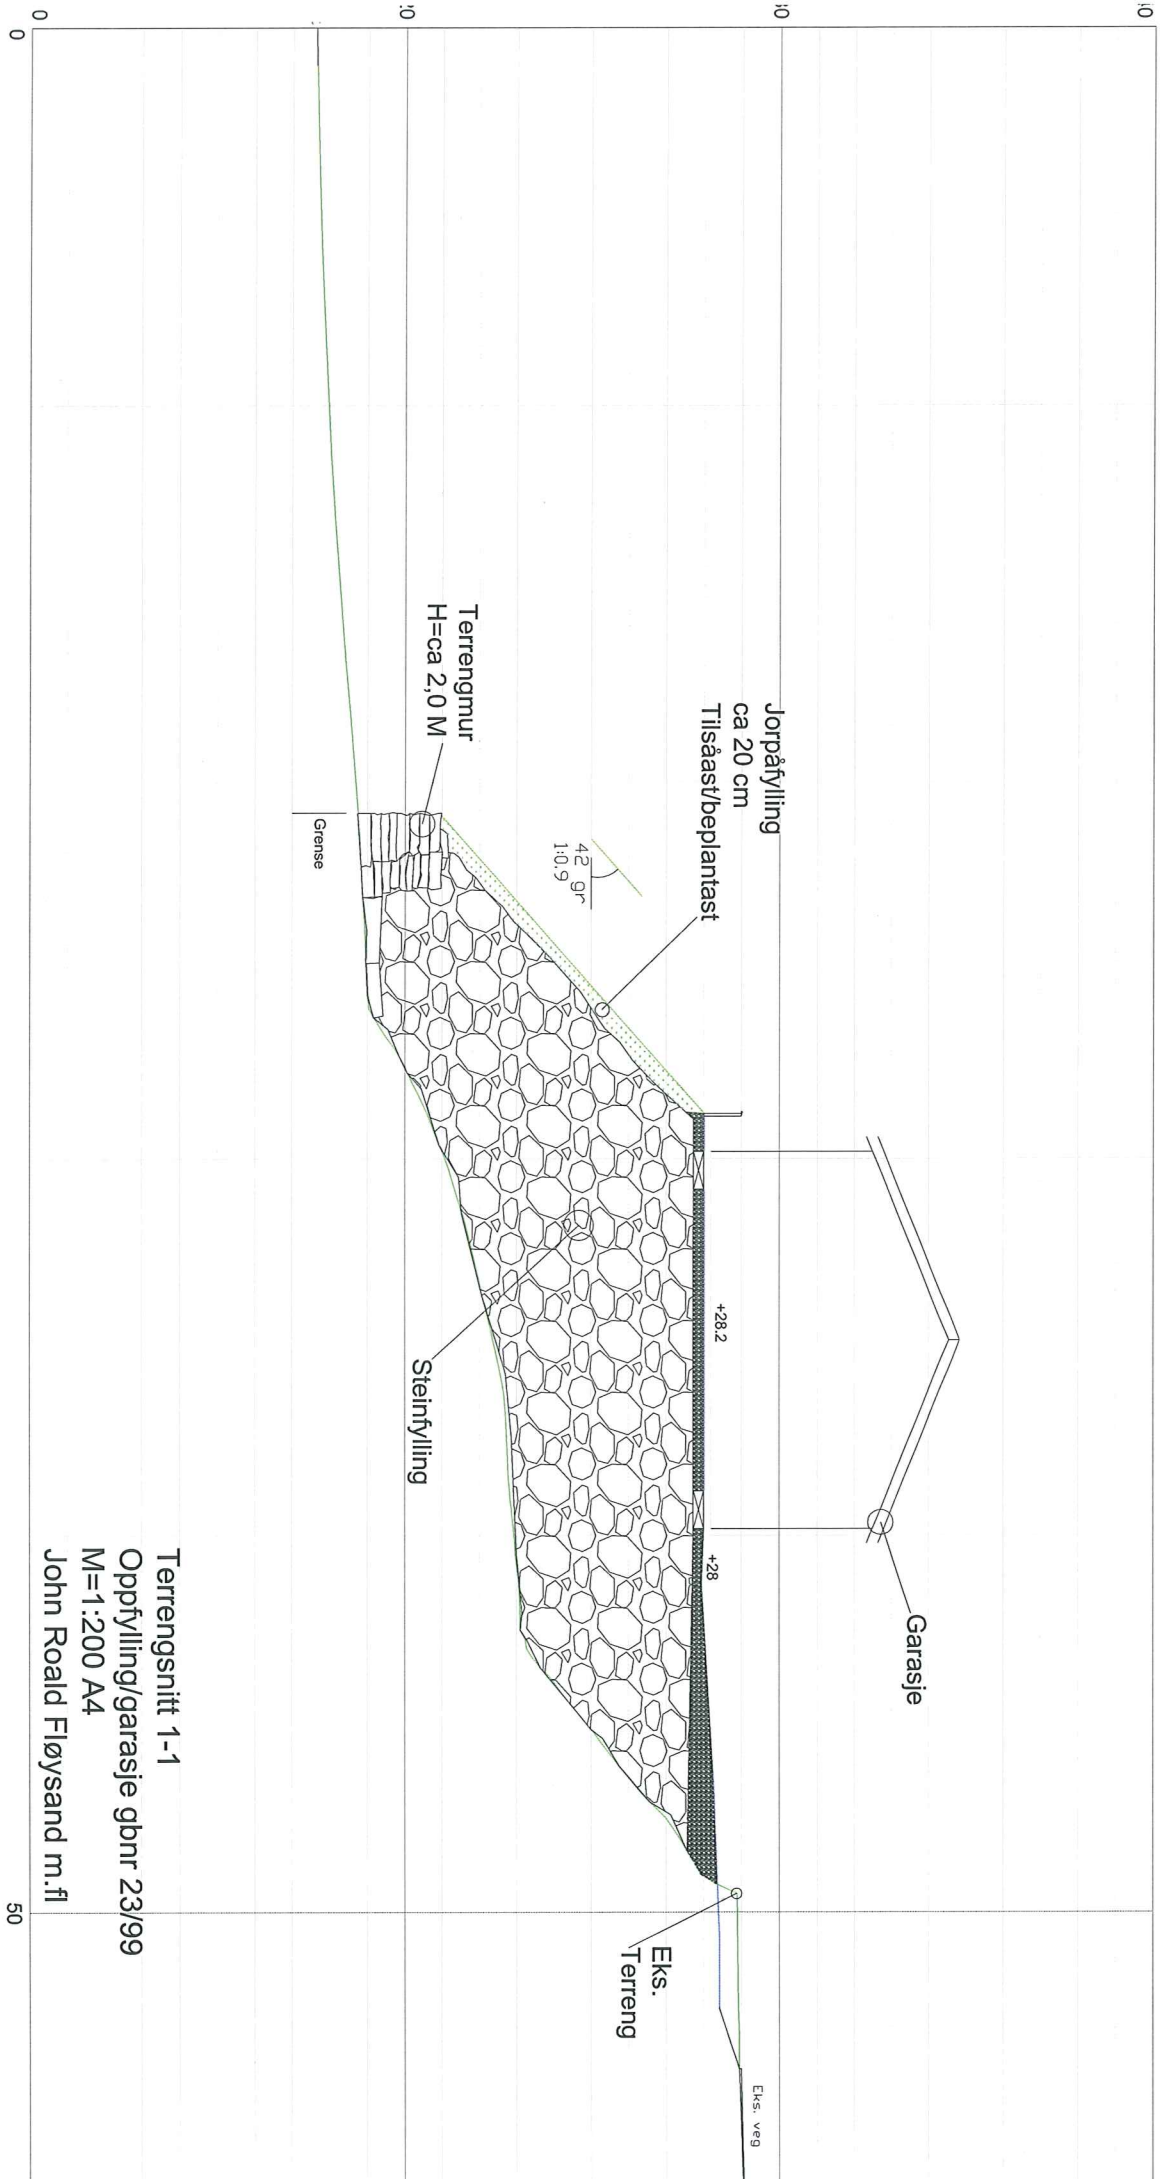 Garasje
Jorpåfylling
ca 20 cm
Tilsåast/beplantast
+28.2
+28
Eks. veg
Eks.
Terreng
42 gr
1:0.9
Terrengmur
H=ca 2,0 M
Steinfylling
Grense
Terrengsnitt 1-1
Oppfylling/garasje gbnr 23/99
M=1:200 A4
John Roald Fløysand m.fl
0
0
50